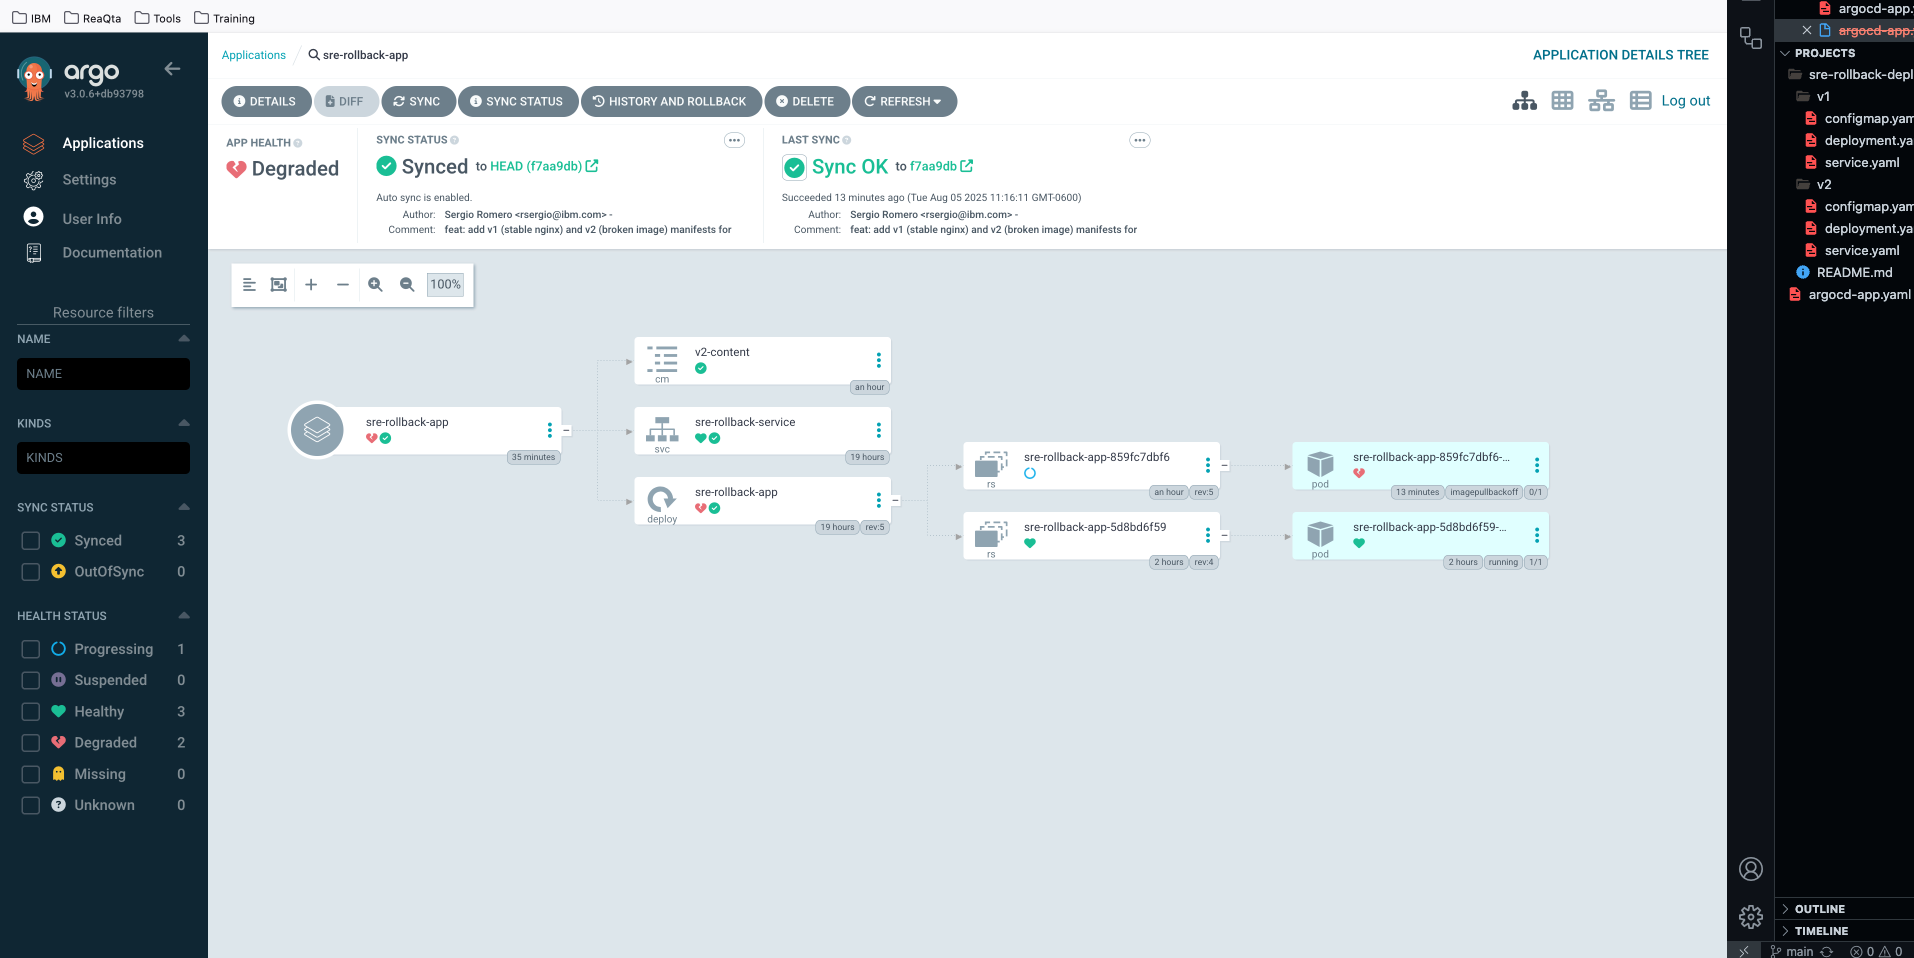 IBM ReaQta Tools Training
argo
v3.0.6+db93798
Applications
Settings
User Info
Documentation
Resource filters
NAME
NAME
KINDS
KINDS
SYNC STATUS
Synced 3
OutOfSync 0
HEALTH STATUS
Progressing 1
Suspended 0
Healthy 3
Degraded 2
Missing 0
Unknown 0
Applications / sre-rollback-app
APPLICATION DETAILS TREE
DETAILS DIFF SYNC SYNC STATUS HISTORY AND ROLLBACK DELETE REFRESH
Log out
APP HEALTH
Degraded
SYNC STATUS
Synced to HEAD (f7aa9db)
Auto sync is enabled.
Author: Sergio Romero <rsergio@ibm.com> -
Comment: feat: add v1 (stable nginx) and v2 (broken image) manifests for
LAST SYNC
Sync OK to f7aa9db
Succeeded 13 minutes ago (Tue Aug 05 2025 11:16:11 GMT-0600)
Author: Sergio Romero <rsergio@ibm.com> -
Comment: feat: add v1 (stable nginx) and v2 (broken image) manifests for
100%
sre-rollback-app
35 minutes
v2-content
cm
an hour
sre-rollback-service
svc
19 hours
sre-rollback-app
deploy
19 hours rev:5
sre-rollback-app-859fc7dbf6
rs
an hour rev:5
sre-rollback-app-5d8bd6f59
rs
2 hours rev:4
sre-rollback-app-859fc7dbf6-...
pod
13 minutes imagepullbackoff 0/1
sre-rollback-app-5d8bd6f59-...
pod
2 hours running 1/1
argocd-app.
argocd-app.
PROJECTS
sre-rollback-depl
v1
configmap.yam
deployment.ya
service.yaml
v2
configmap.yam
deployment.ya
service.yaml
README.md
argocd-app.yaml
OUTLINE
TIMELINE
main 0 0